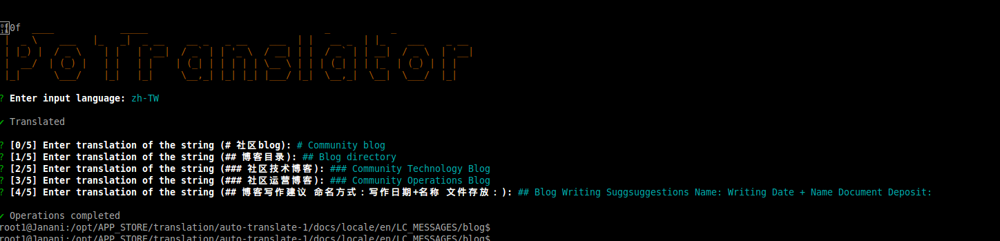 0f
Po Translator
? Enter input language: zh-TW
✔ Translated
? [0/5] Enter translation of the string (# 社区blog): # Community blog
? [1/5] Enter translation of the string (## 博客目录): ## Blog directory
? [2/5] Enter translation of the string (### 社区技术博客): ### Community Technology Blog
? [3/5] Enter translation of the string (### 社区运营博客): ### Community Operations Blog
? [4/5] Enter translation of the string (## 博客写作建议 命名方式：写作日期+名称 文件存放：): ## Blog Writing Suggsuggestions Name: Writing Date + Name Document Deposit:
✔ Operations completed
root1@Janani:/opt/APP_STORE/translation/auto-translate-1/docs/locale/en/LC_MESSAGES/blog$
root1@Janani:/opt/APP_STORE/translation/auto-translate-1/docs/locale/en/LC_MESSAGES/blog$